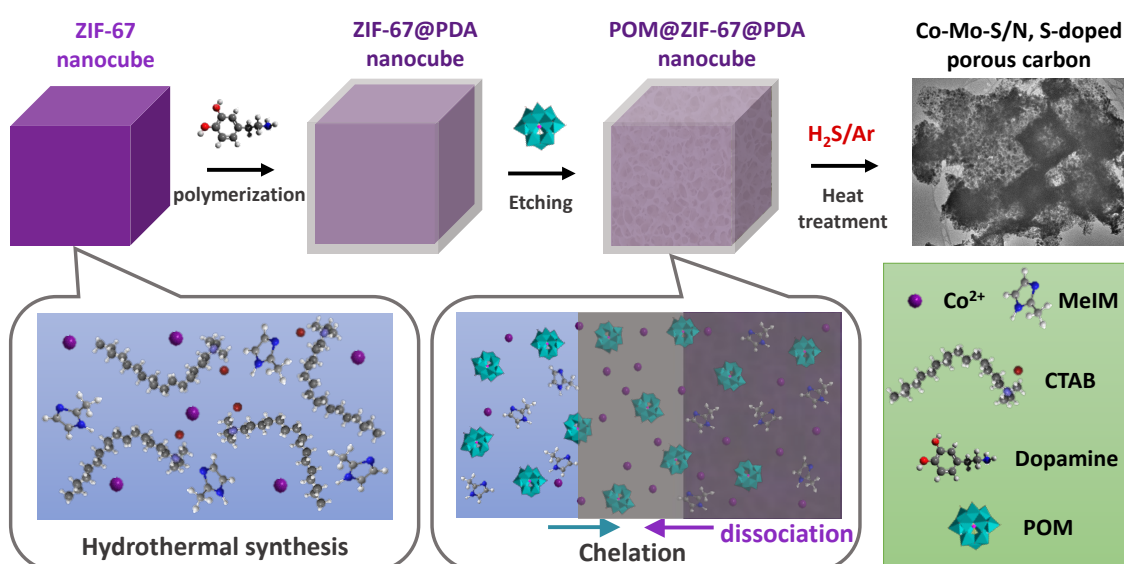 ZIF-67
nanocube
ZIF-67@PDA
nanocube
POM@ZIF-67@PDA
nanocube
Co-Mo-S/N, S-doped
porous carbon
polymerization
Etching
H₂S/Ar
Heat
treatment
Hydrothermal synthesis
Chelation
dissociation
Co²⁺
MeIM
CTAB
Dopamine
POM